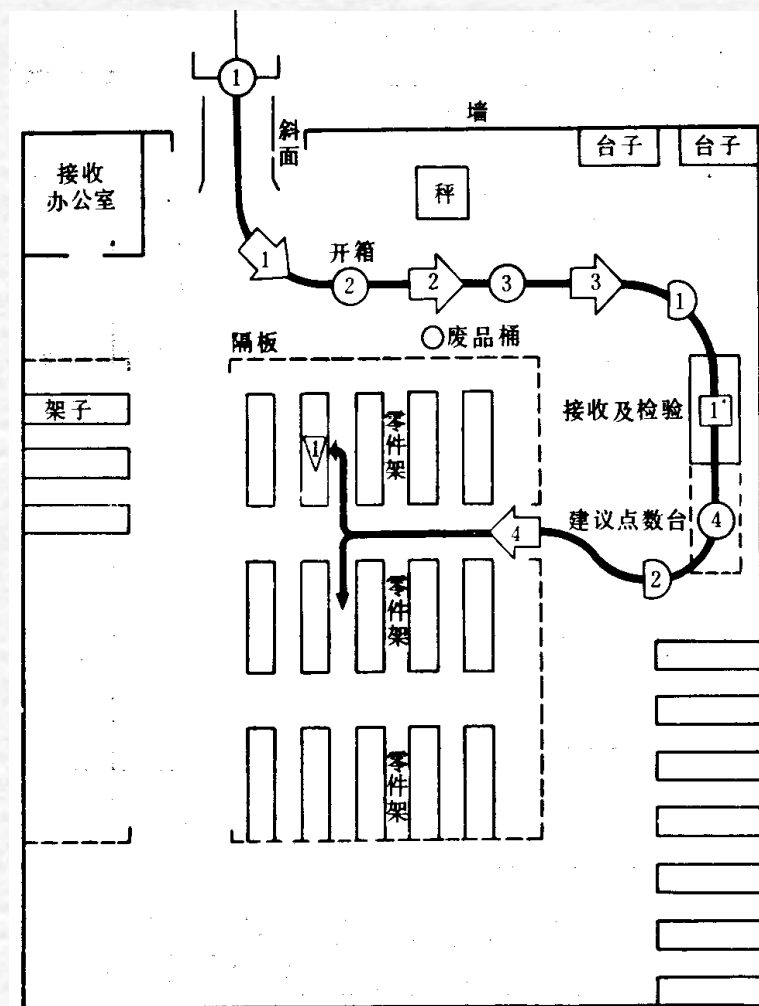 1
斜面
墙
台子
台子
接收
办公室
秤
1
开箱
2
2
3
3
1
隔板
废品桶
架子
零件架
1
接收及检验
1
建议点数台
4
4
2
零件架
零件架